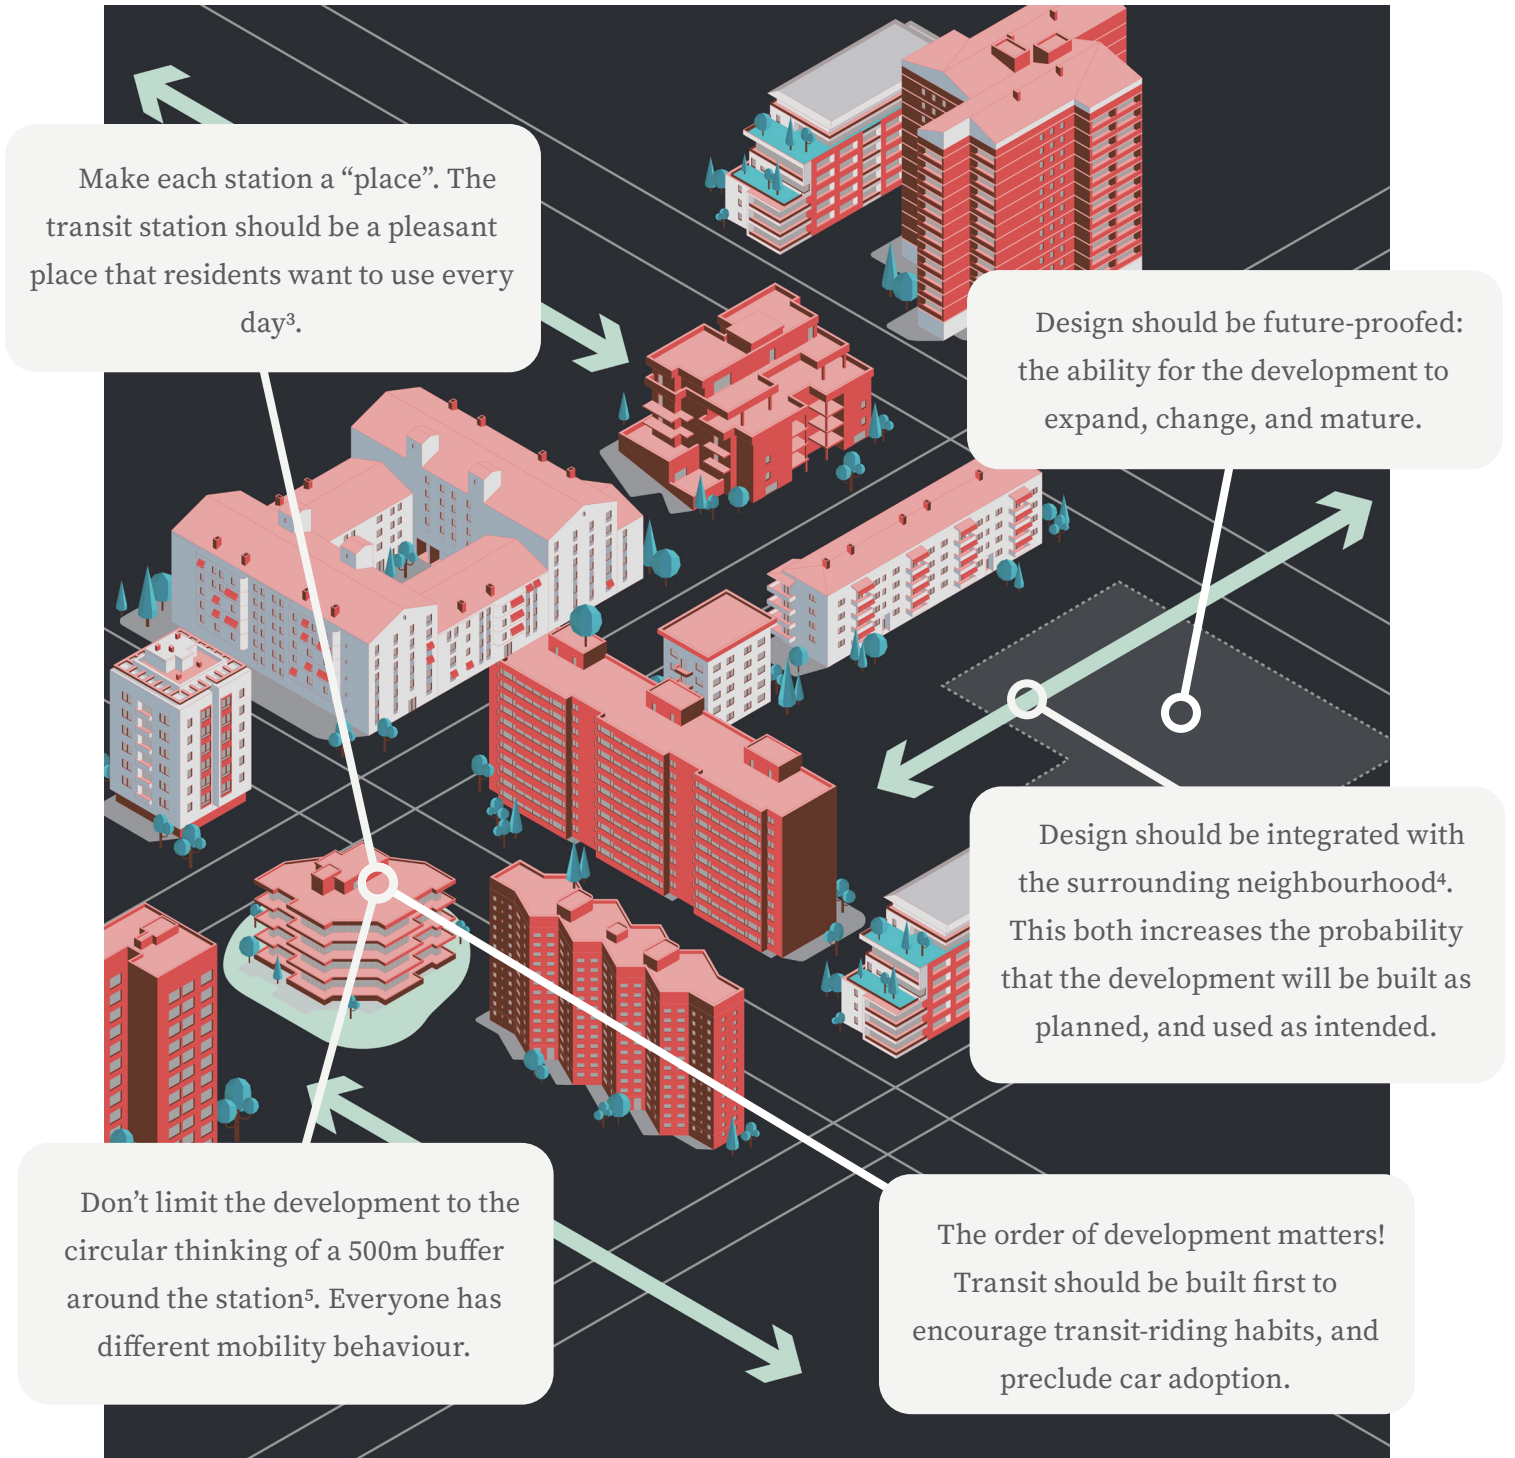 Make each station a “place”. The
transit station should be a pleasant
place that residents want to use every
day³.
Design should be future-proofed:
the ability for the development to
expand, change, and mature.
Design should be integrated with
the surrounding neighbourhood⁴.
This both increases the probability
that the development will be built as
planned, and used as intended.
Don’t limit the development to the
circular thinking of a 500m buffer
around the station⁵. Everyone has
different mobility behaviour.
The order of development matters!
Transit should be built first to
encourage transit-riding habits, and
preclude car adoption.